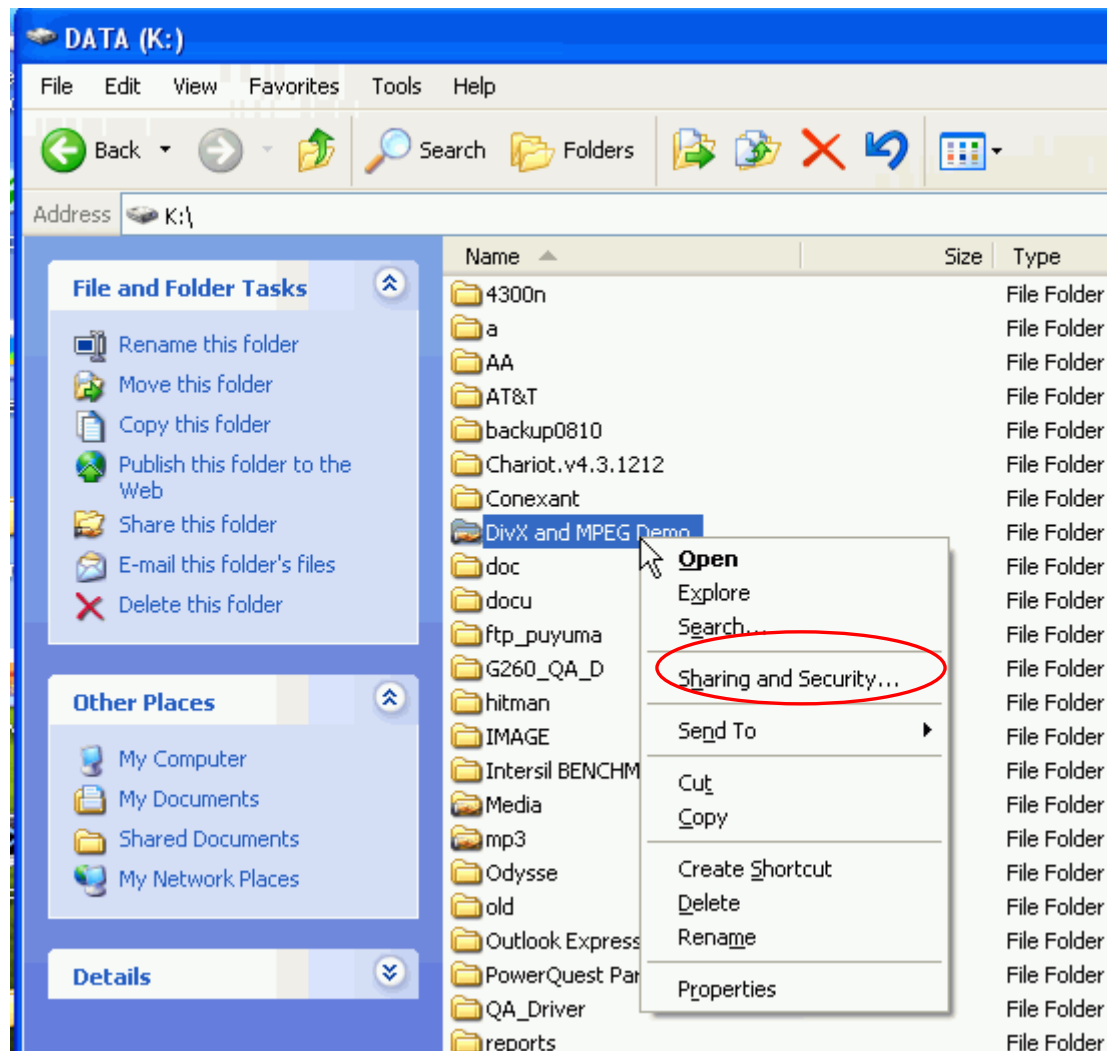 DATA (K:)
File Edit View Favorites Tools Help
Back Search Folders
Address K:\
File and Folder Tasks
Rename this folder
Move this folder
Copy this folder
Publish this folder to the
Web
Share this folder
E-mail this folder's files
Delete this folder
Other Places
My Computer
My Documents
Shared Documents
My Network Places
Details
Name Size Type
4300n File Folder
a File Folder
AA File Folder
AT&T File Folder
backup0810 File Folder
Chariot.v4.3.1212 File Folder
Conexant File Folder
DivX and MPEG Demo File Folder
doc File Folder
docu File Folder
ftp_puyuma File Folder
G260_QA_D File Folder
hitman File Folder
IMAGE File Folder
Intersil BENCHM File Folder
Media File Folder
mp3 File Folder
Odysse File Folder
old File Folder
Outlook Express File Folder
PowerQuest Par File Folder
QA_Driver File Folder
reports File Folder
Open
Explore
Search...
Sharing and Security...
Send To
Cut
Copy
Create Shortcut
Delete
Rename
Properties